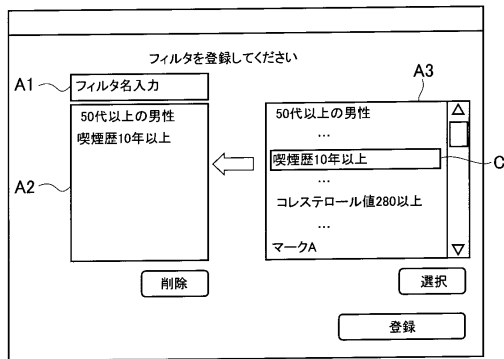 フィルタを登録してください
A1
フィルタ名入力
A2
50代以上の男性
喫煙歴10年以上
削除
A3
50代以上の男性
…
喫煙歴10年以上
C
…
コレステロール値280以上
…
マークA
選択
登録